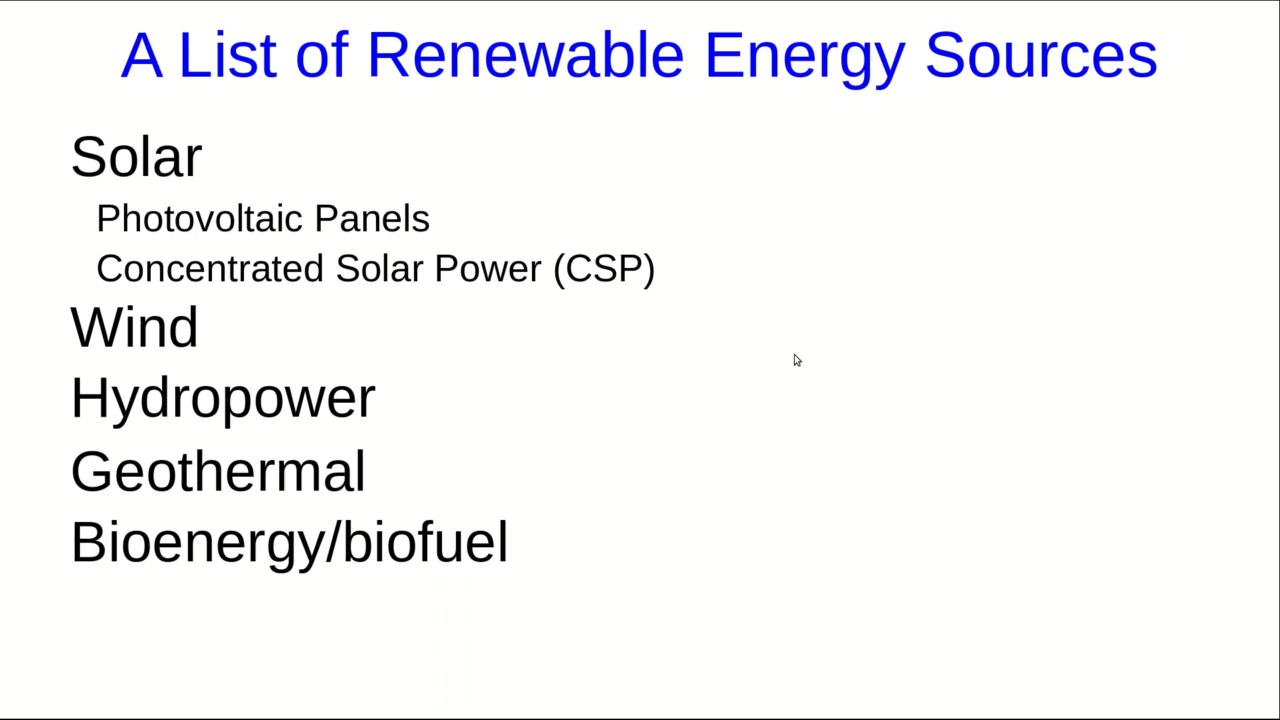 A List of Renewable Energy Sources
Solar
Photovoltaic Panels
Concentrated Solar Power (CSP)
Wind
Hydropower
Geothermal
Bioenergy/biofuel